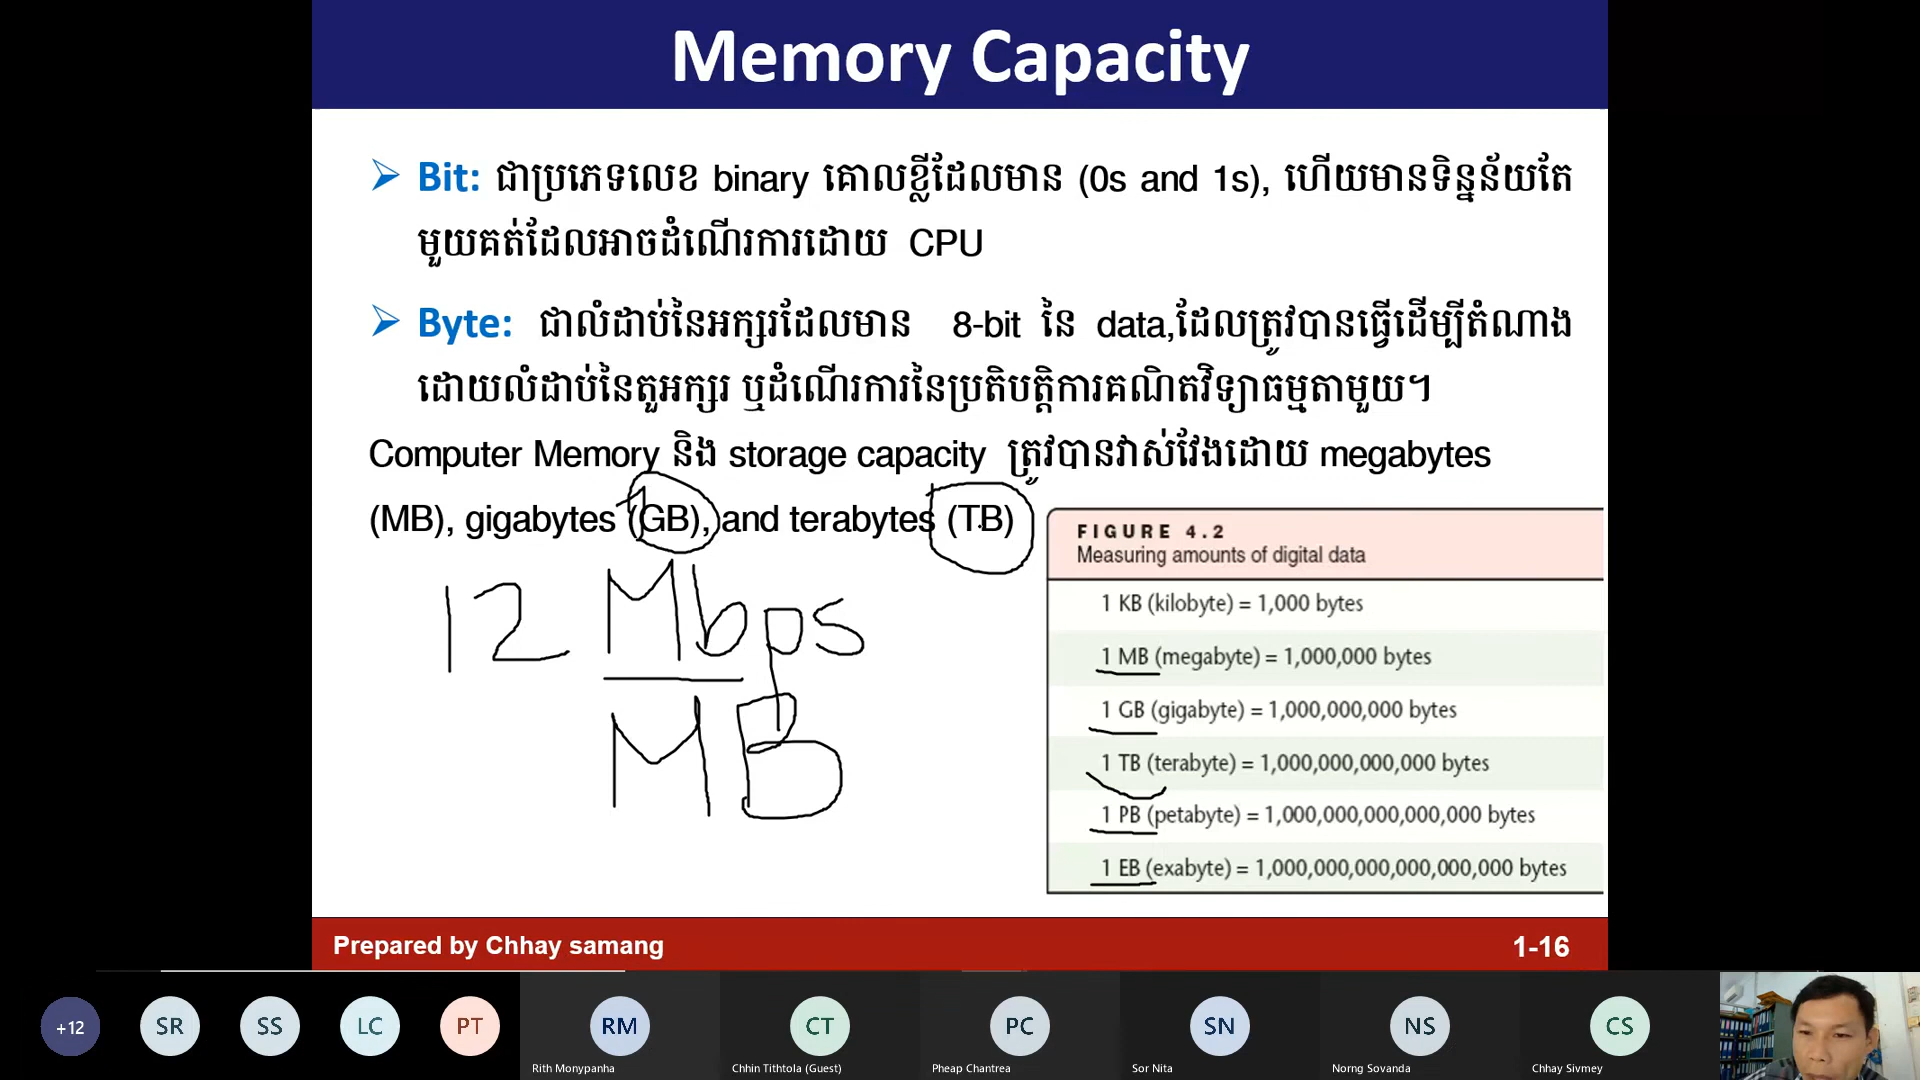 Memory Capacity
Bit: ជាប្រភេទលេខ binary គោលខ្លីដែលមាន (0s and 1s), ហើយមានទិន្នន័យតែ
មួយគត់ដែលអាចដំណើរការដោយ CPU
Byte: ជាលំដាប់នៃអក្សរដែលមាន 8-bit នៃ data,ដែលត្រូវបានធ្វើដើម្បីតំណាង
ដោយលំដាប់នៃតួអក្សរ ឬដំណើរការនៃប្រតិបត្តិការគណិតវិទ្យាធម្មតាមួយ។
Computer Memory និង storage capacity ត្រូវបានវាស់វែងដោយ megabytes
(MB), gigabytes (GB), and terabytes (TB)
12 Mbps
MB
FIGURE 4.2
Measuring amounts of digital data
1 KB (kilobyte) = 1,000 bytes
1 MB (megabyte) = 1,000,000 bytes
1 GB (gigabyte) = 1,000,000,000 bytes
1 TB (terabyte) = 1,000,000,000,000 bytes
1 PB (petabyte) = 1,000,000,000,000,000 bytes
1 EB (exabyte) = 1,000,000,000,000,000,000 bytes
Prepared by Chhay samang
1-16
+12
SR
SS
LC
PT
RM
CT
PC
SN
NS
CS
Rith Monypanha
Chhin Tithtola (Guest)
Pheap Chantrea
Sor Nita
Norng Sovanda
Chhay Sivmey